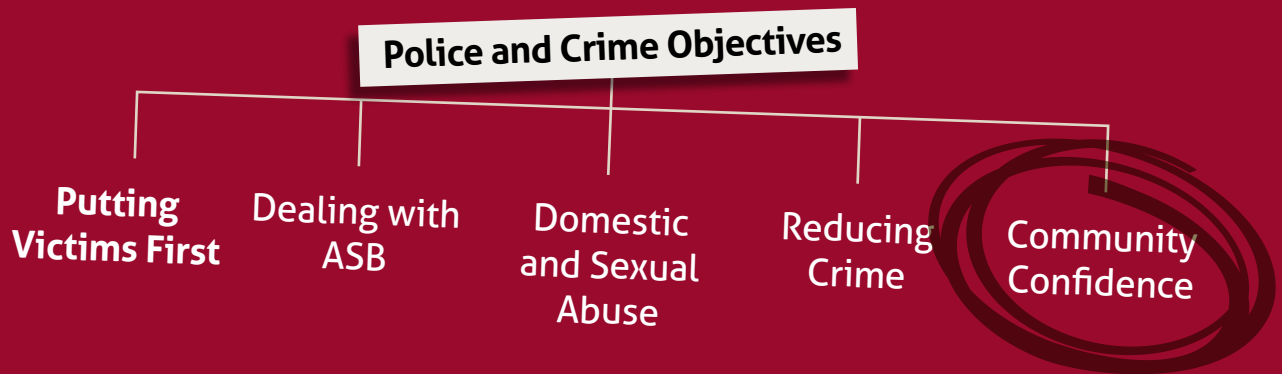 Police and Crime Objectives
Putting
Victims First
Dealing with
ASB
Domestic
and Sexual
Abuse
Reducing
Crime
Community
Confidence